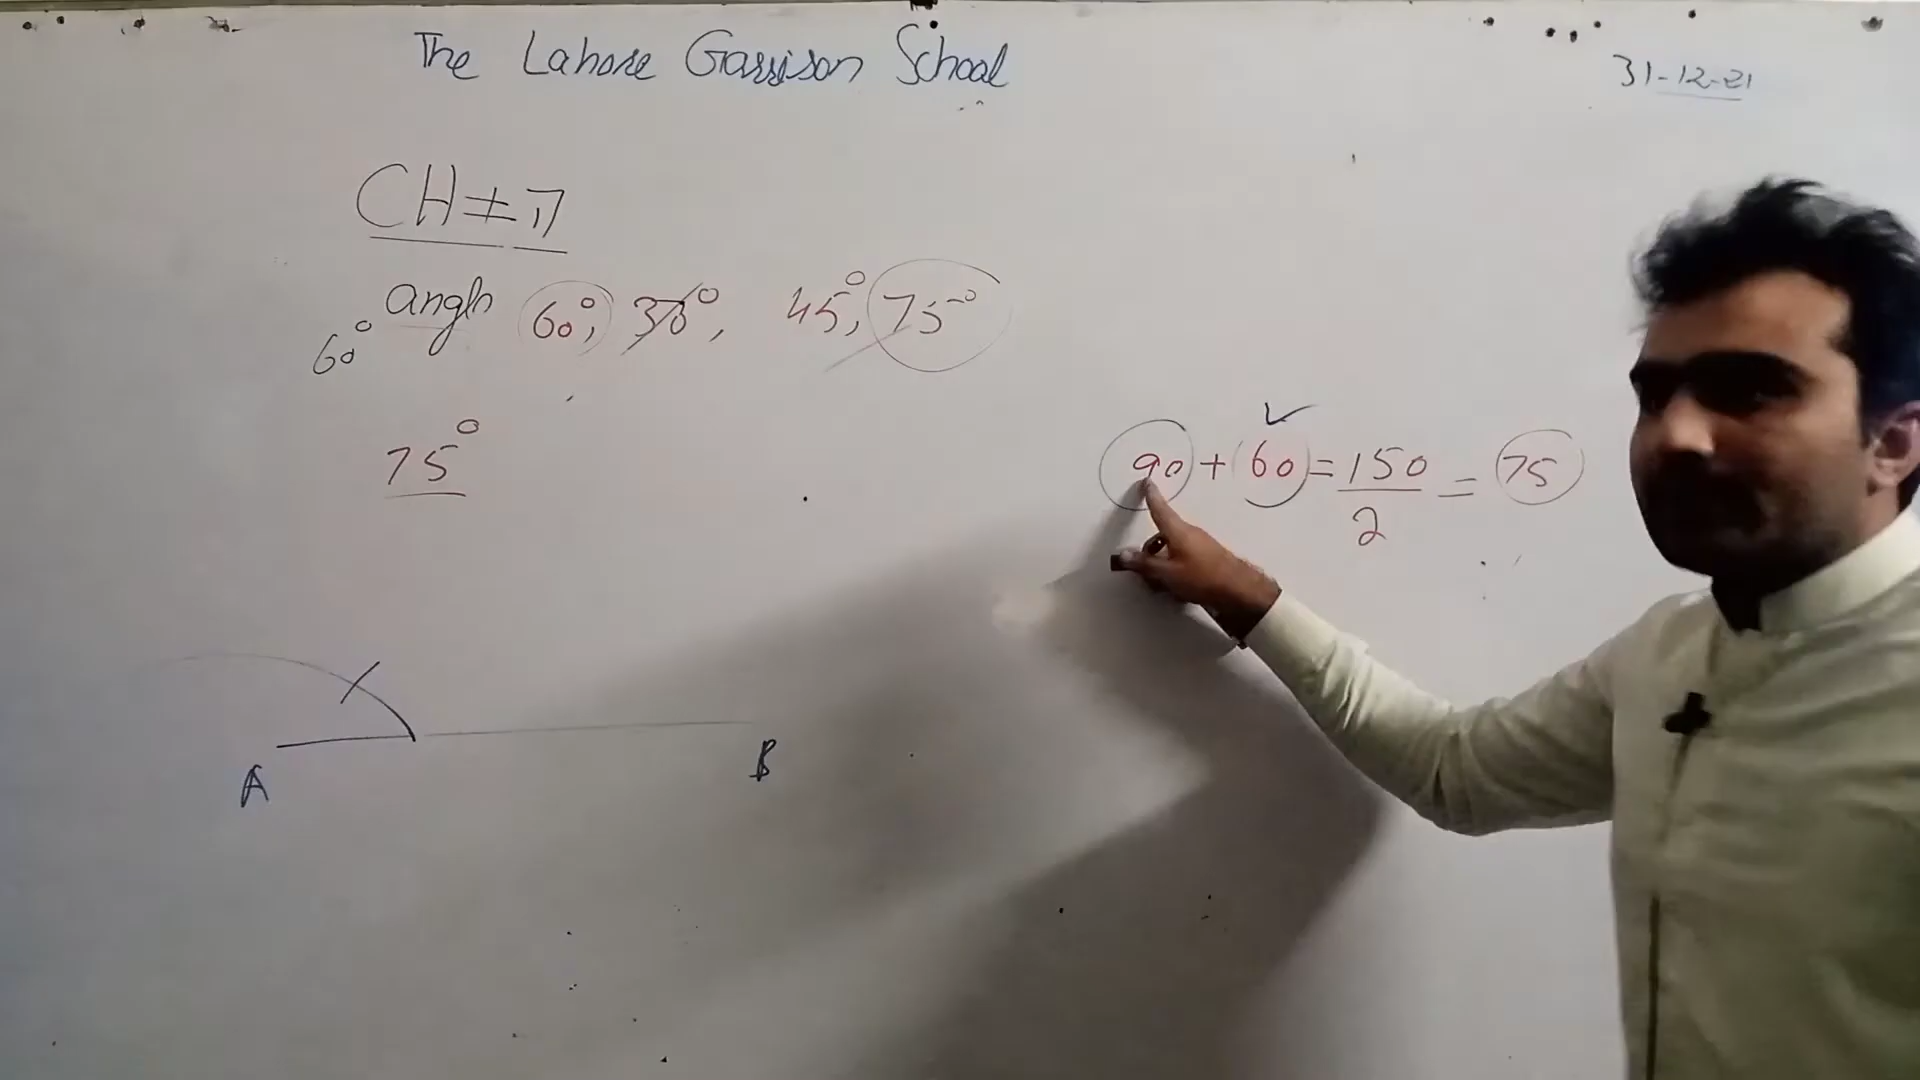 The Lahore Garrison School
31-12-21
CH # 7
angle 60°, 30°, 45°, 75°
60°
75°
90 + 60 = 150/2 = 75
A B